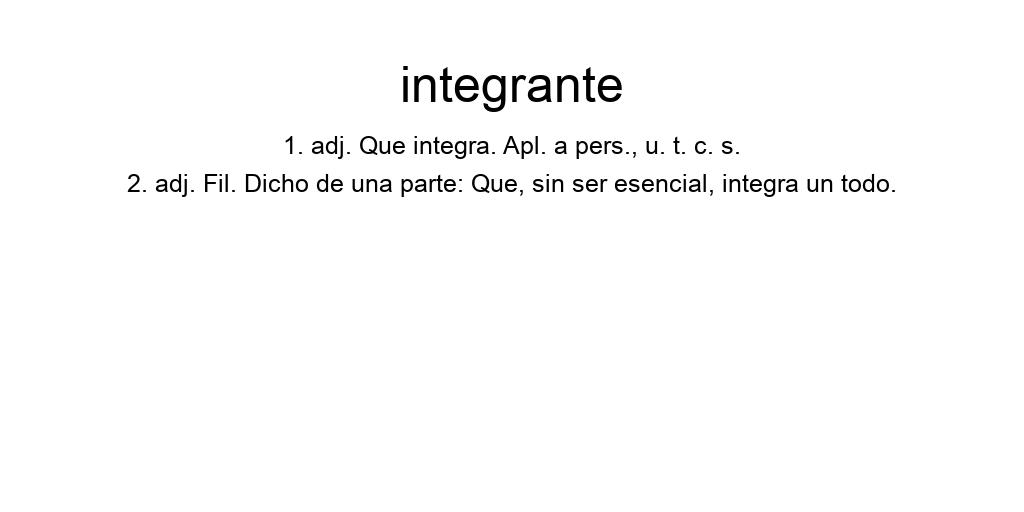 integrante
1. adj. Que integra. Apl. a pers., u. t. c. s.
2. adj. Fil. Dicho de una parte: Que, sin ser esencial, integra un todo.